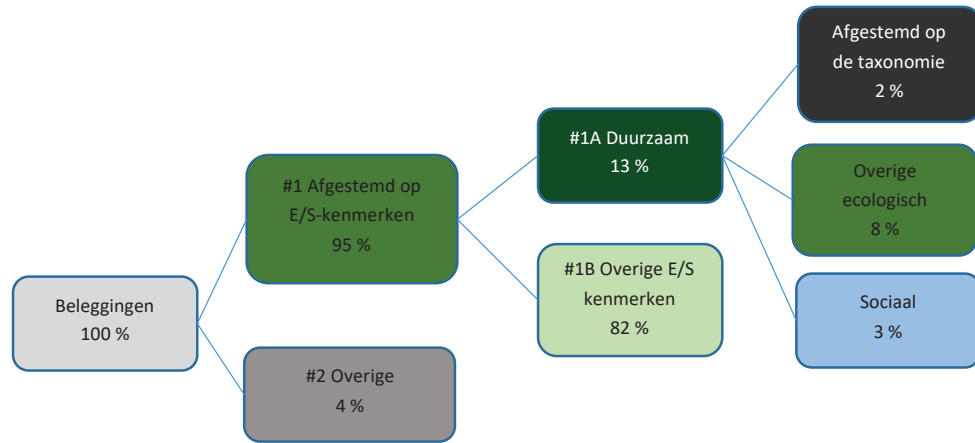 Beleggingen
100 %
#1 Afgestemd op
E/S-kenmerken
95 %
#2 Overige
4 %
#1A Duurzaam
13 %
#1B Overige E/S
kenmerken
82 %
Afgestemd op
de taxonomie
2 %
Overige
ecologisch
8 %
Sociaal
3 %